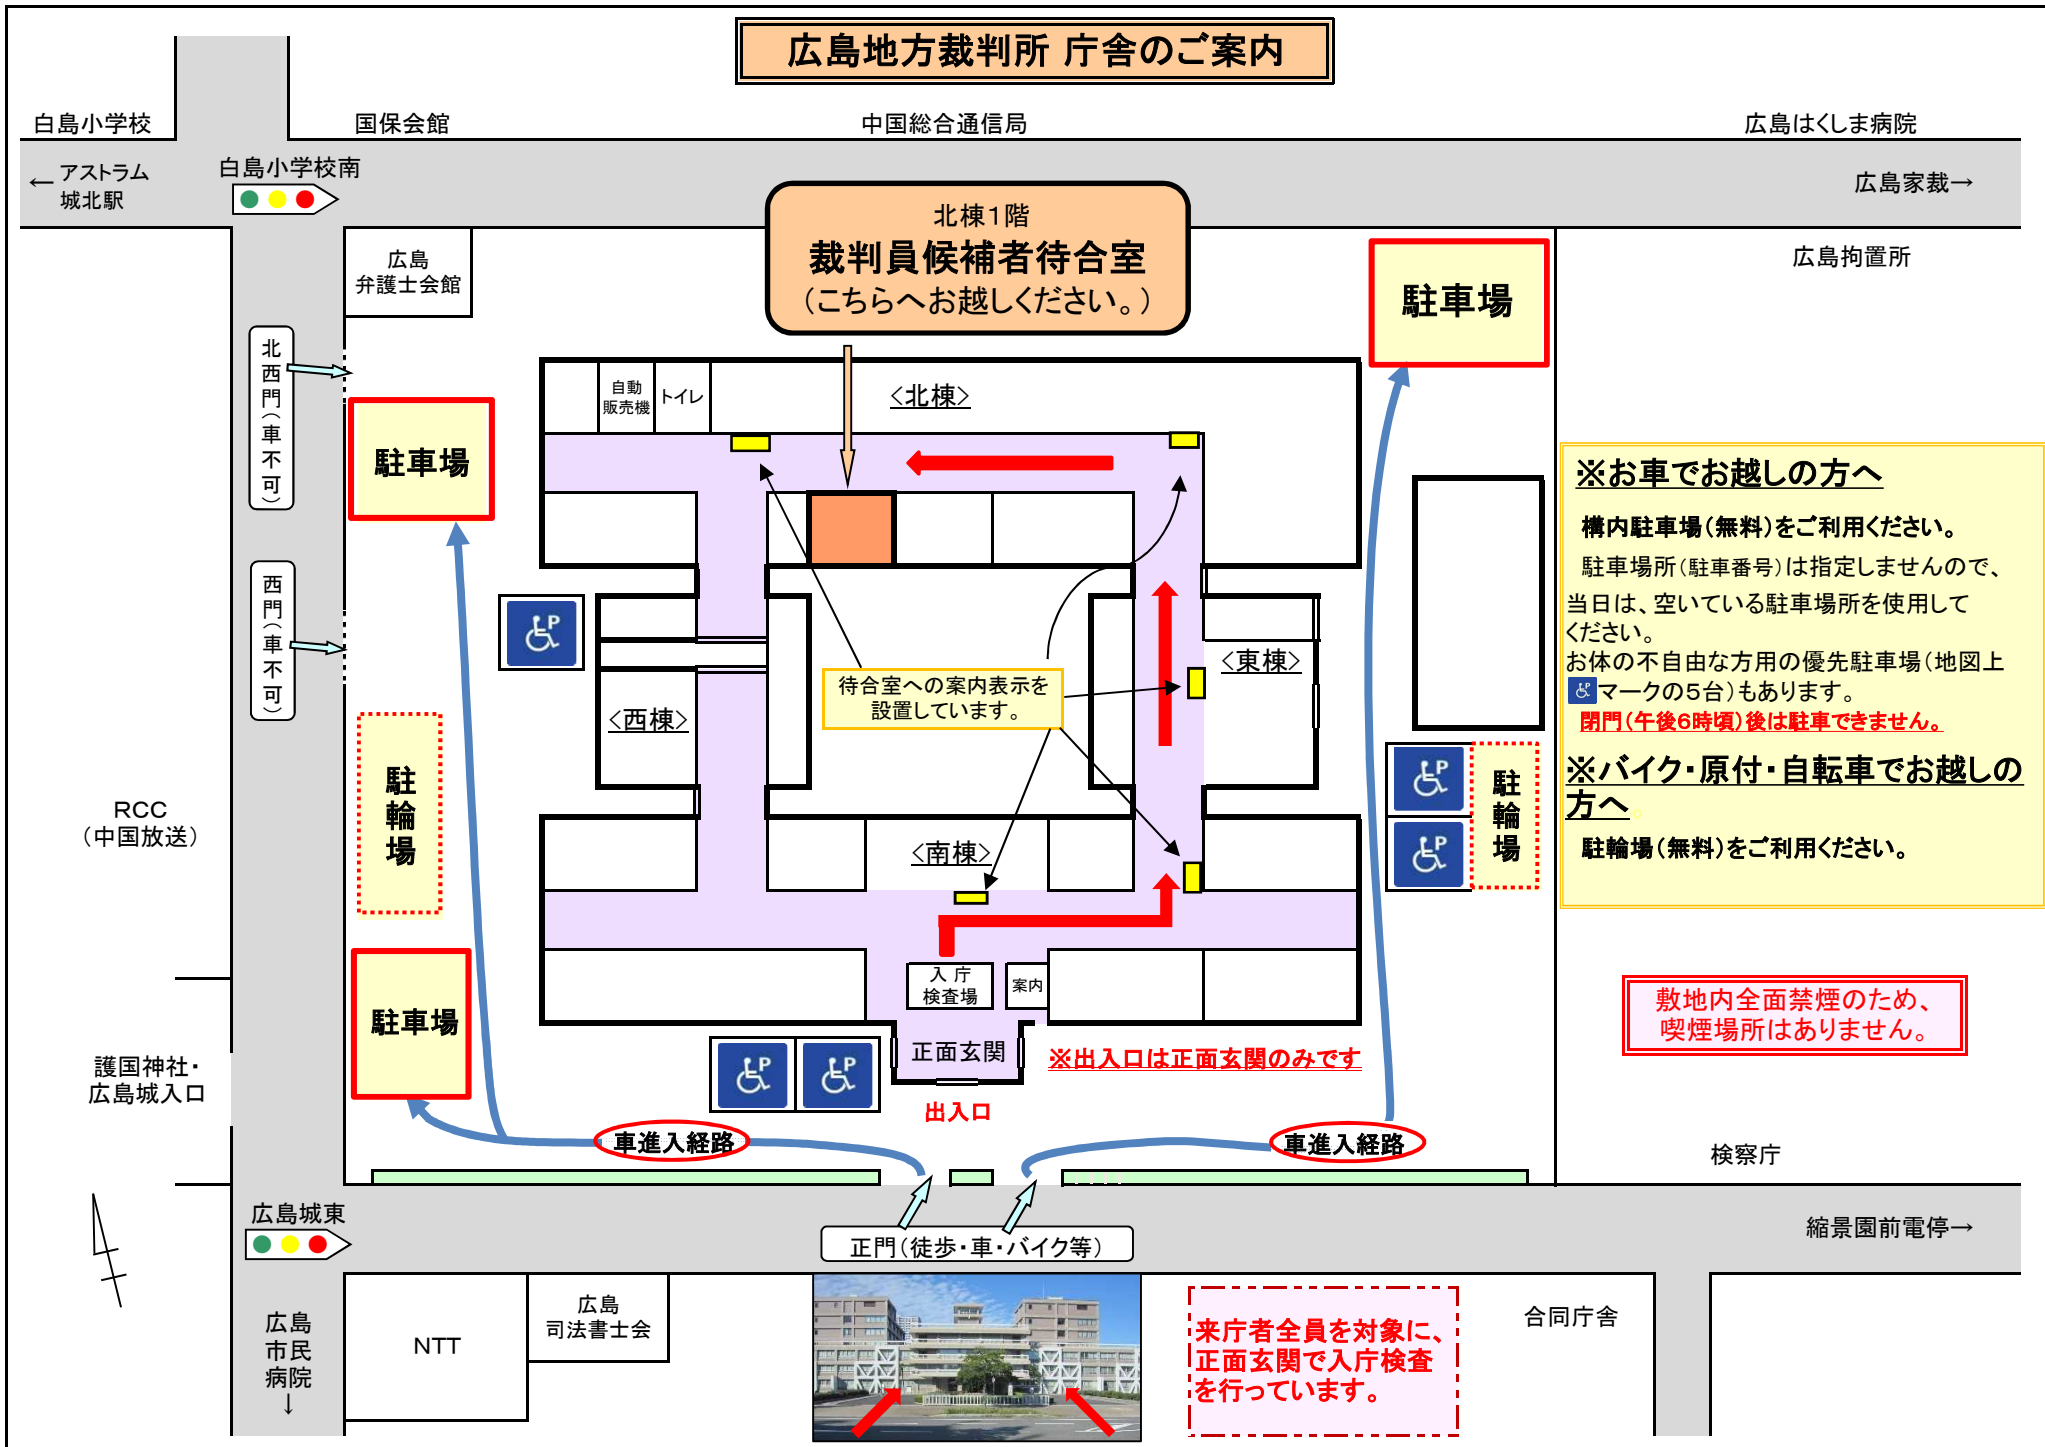 広島地方裁判所 庁舎のご案内
白島小学校
国保会館
中国総合通信局
広島はくしま病院
← アストラム
城北駅
白島小学校南
広島家裁→
北棟1階
裁判員候補者待合室
(こちらへお越しください。)
広島
弁護士会館
駐車場
広島拘置所
北西門(車不可)
自動
販売機
トイレ
<北棟>
駐車場
※お車でお越しの方へ
構内駐車場(無料)をご利用ください。
駐車場所(駐車番号)は指定しませんので、
当日は、空いている駐車場所を使用して
ください。
お体の不自由な方用の優先駐車場(地図上
P
マークの5台)もあります。
閉門(午後6時頃)後は駐車できません。
※バイク・原付・自転車でお越しの
方へ
駐輪場(無料)をご利用ください。
西門(車不可)
P
<東棟>
待合室への案内表示を
設置しています。
<西棟>
駐輪場
P
P
駐輪場
RCC
(中国放送)
<南棟>
駐車場
入 庁
検査場
案内
正面玄関
※出入口は正面玄関のみです
出入口
P
P
敷地内全面禁煙のため、
喫煙場所はありません。
護国神社・
広島城入口
車進入経路
車進入経路
検察庁
広島城東
正門(徒歩・車・バイク等)
縮景園前電停→
広島
市民
病院
↓
NTT
広島
司法書士会
来庁者全員を対象に、
正面玄関で入庁検査
を行っています。
合同庁舎